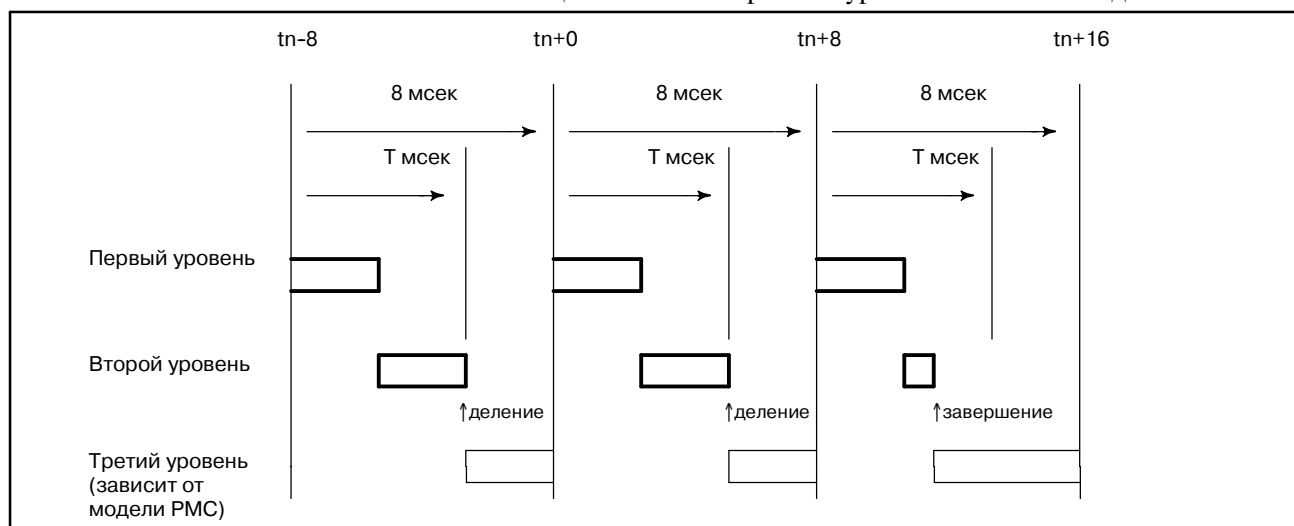 tn-8 tn+0 tn+8 tn+16
8 мсек 8 мсек 8 мсек
Т мсек Т мсек Т мсек
Первый уровень
Второй уровень
↑деление ↑деление ↑завершение
Третий уровень
(зависит от
модели PMC)